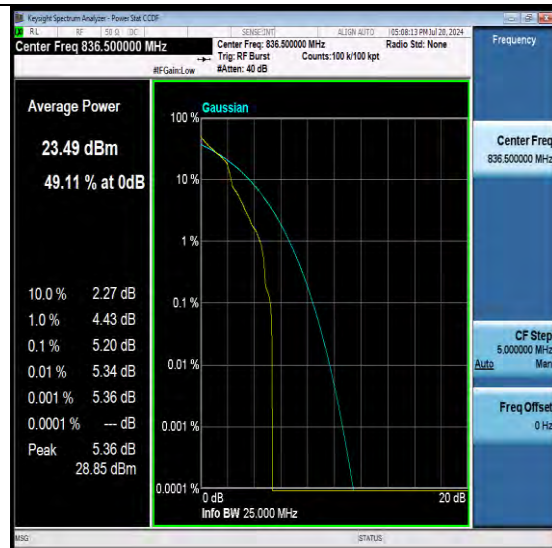 Keysight Spectrum Analyzer - Power Stat CCDF
RL RF 50 Ω DC SENSE:INT ALIGN AUTO 05:08:13 PM Jul 20, 2024
Center Freq 836.500000 MHz
Center Freq: 836.500000 MHz Radio Std: None
Trig: RF Burst Counts:100 k/100 kpt
#IFGain:Low #Atten: 40 dB
Frequency
Average Power
23.49 dBm
49.11 % at 0dB
10.0 % 2.27 dB
1.0 % 4.43 dB
0.1 % 5.20 dB
0.01 % 5.34 dB
0.001 % 5.36 dB
0.0001 % --- dB
Peak 5.36 dB
28.85 dBm
Gaussian
100 %
10 %
1 %
0.1 %
0.01 %
0.001 %
0.0001 %
0 dB 20 dB
Info BW 25.000 MHz
Center Freq
836.500000 MHz
CF Step
5.000000 MHz
Auto Man
Freq Offset
0 Hz
MSG STATUS